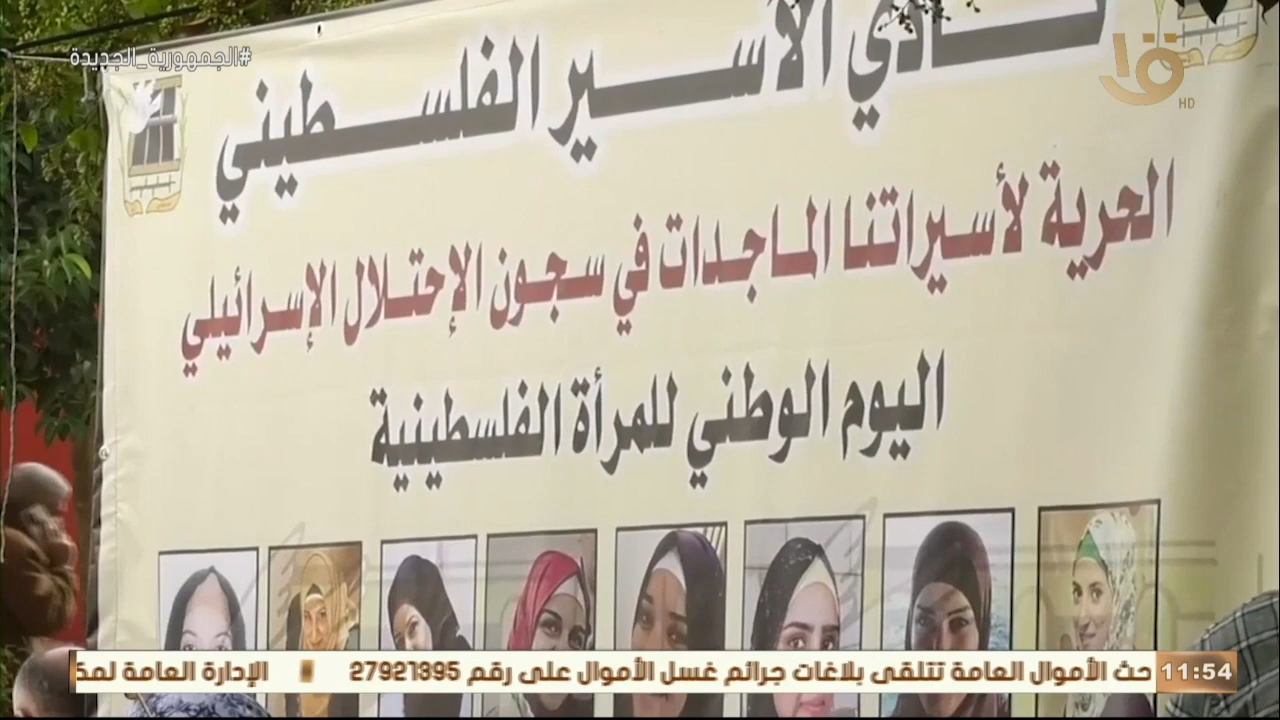 #الجمهورية_الجديدة
نادي الأسير الفلسطيني
HD
الحرية لأسيراتنا الماجدات في سجون الإحتلال الإسرائيلي
اليوم الوطني للمرأة الفلسطينية
11:54 حث الأموال العامة تتلقى بلاغات جرائم غسل الأموال على رقم 27921395 الإدارة العامة لمك